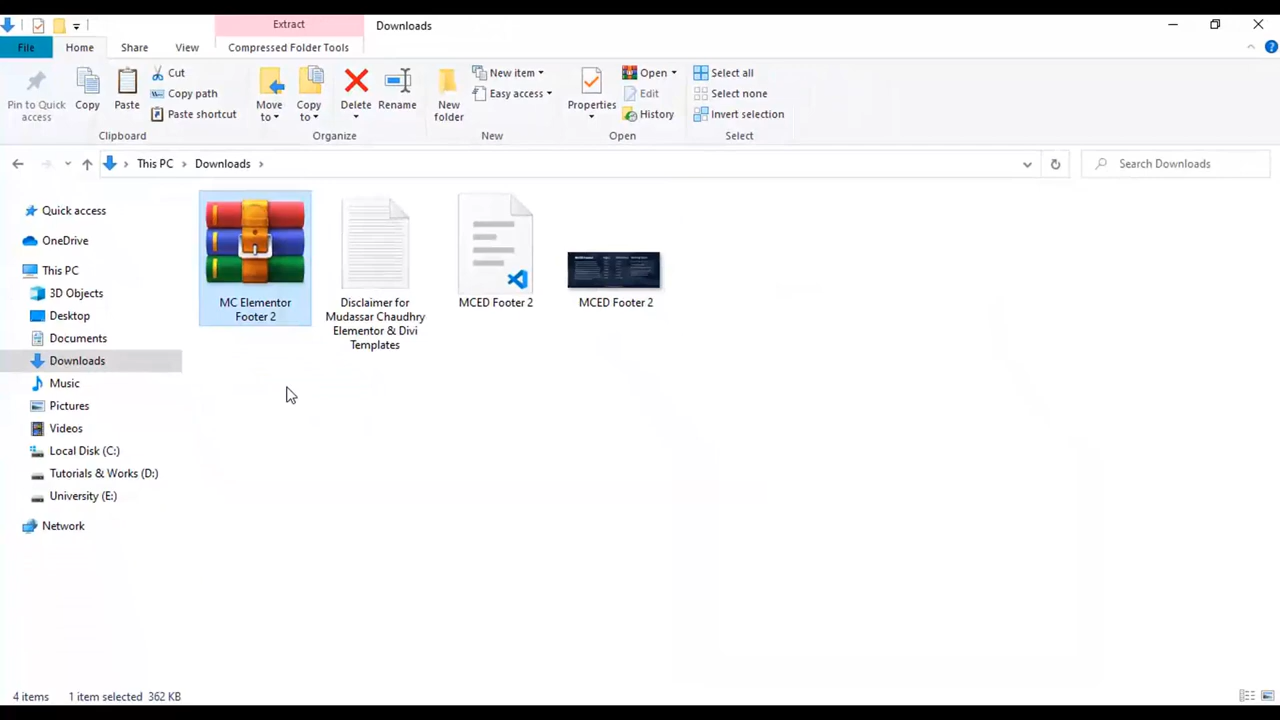 Extract
Downloads
File
Home
Share
View
Compressed Folder Tools
Pin to Quick
access
Copy
Paste
Cut
Copy path
Paste shortcut
Clipboard
Move
to
Copy
to
Delete
Rename
Organize
New
folder
New item
Easy access
New
Properties
Open
Edit
History
Open
Select all
Select none
Invert selection
Select
This PC
Downloads
Search Downloads
Quick access
OneDrive
This PC
3D Objects
Desktop
Documents
Downloads
Music
Pictures
Videos
Local Disk (C:)
Tutorials & Works (D:)
University (E:)
Network
MC Elementor
Footer 2
Disclaimer for
Mudassar Chaudhry
Elementor & Divi
Templates
MCED Footer 2
MCED Footer 2
4 items
1 item selected 362 KB